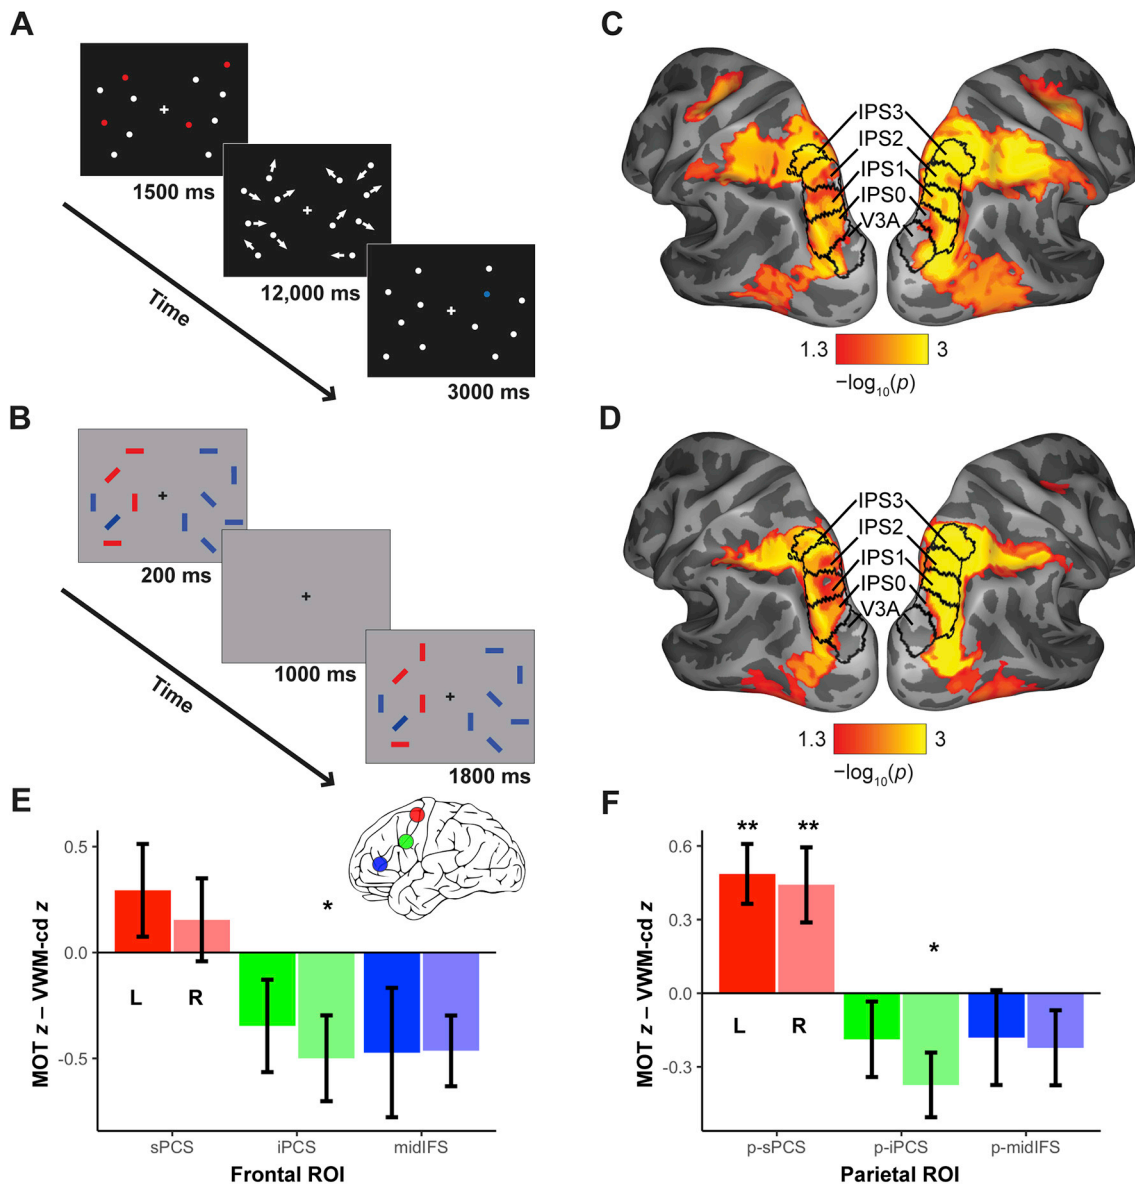 A
1500 ms
12,000 ms
3000 ms
Time
B
200 ms
1000 ms
1800 ms
Time
C
IPS3
IPS2
IPS1
IPS0
V3A
1.3
3
−log10(p)
D
IPS3
IPS2
IPS1
IPS0
V3A
1.3
3
−log10(p)
E
MOT z – VWM-cd z
0.5
0.0
-0.5
*
L
R
sPCS
iPCS
midIFS
Frontal ROI
F
MOT z – VWM-cd z
0.6
0.3
0.0
-0.3
**
**
*
L
R
p-sPCS
p-iPCS
p-midIFS
Parietal ROI